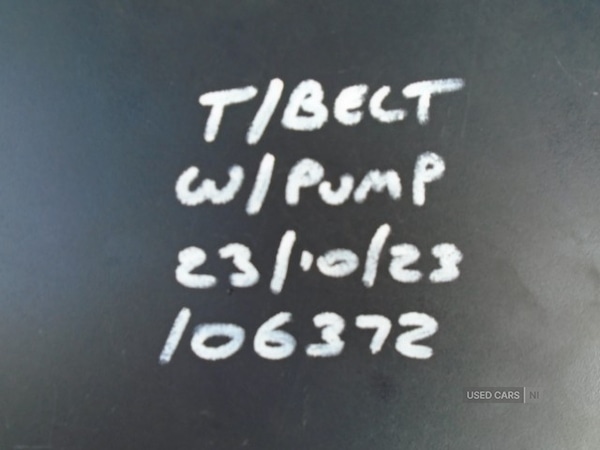 T/BELT
W/PUMP
23/10/23
106372
USED CARS NI